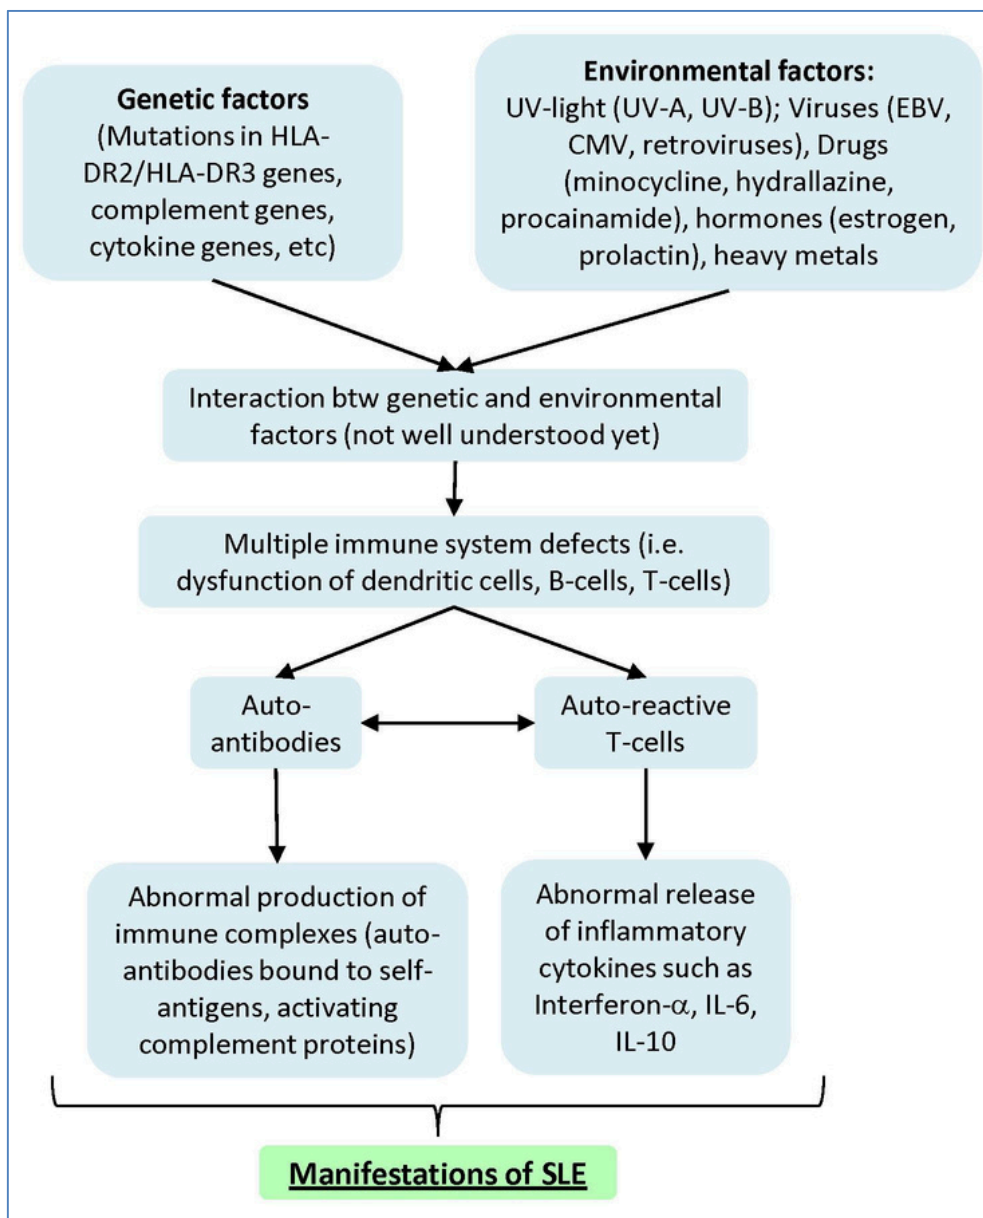 Genetic factors
(Mutations in HLA-
DR2/HLA-DR3 genes,
complement genes,
cytokine genes, etc)
Environmental factors:
UV-light (UV-A, UV-B); Viruses (EBV,
CMV, retroviruses), Drugs
(minocycline, hydrallazine,
procainamide), hormones (estrogen,
prolactin), heavy metals
Interaction btw genetic and environmental
factors (not well understood yet)
Multiple immune system defects (i.e.
dysfunction of dendritic cells, B-cells, T-cells)
Auto-
antibodies
Auto-reactive
T-cells
Abnormal production of
immune complexes (auto-
antibodies bound to self-
antigens, activating
complement proteins)
Abnormal release
of inflammatory
cytokines such as
Interferon-α, IL-6,
IL-10
Manifestations of SLE